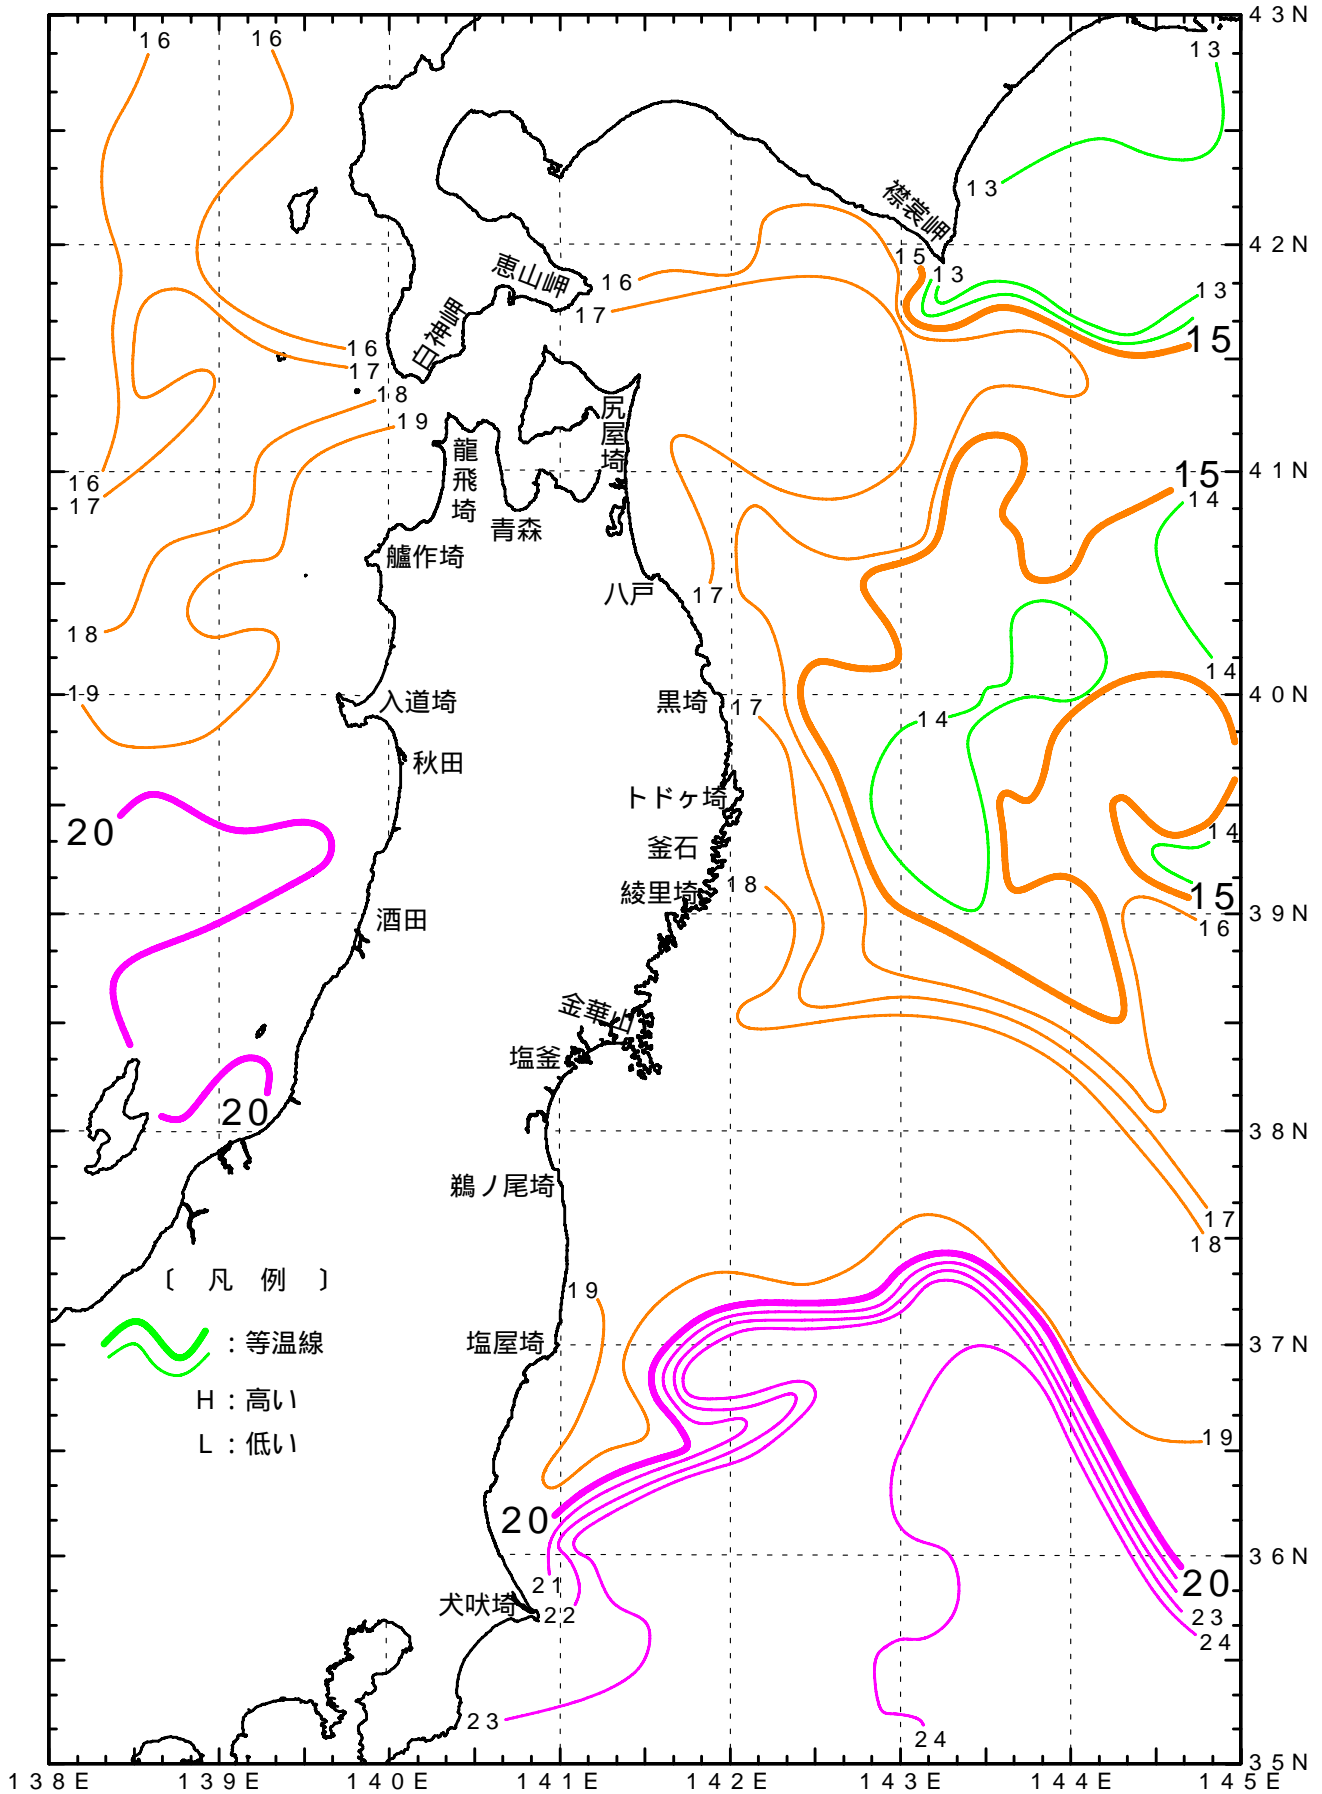 43N
16
16
13
13
襟裳岬
42N
15
13
恵山岬
16
13
17
白神岬
15
16
17
18
19
尻屋埼
龍飛埼
41N
15
16
14
17
青森
艫作埼
八戸
17
18
14
19
40N
入道埼
黒埼
17
14
秋田
トドヶ埼
20
14
釜石
綾里埼
18
15
39N
酒田
16
金華山
塩釜
20
38N
鵜ノ尾埼
17
18
〔 凡 例 〕
19
:等温線
塩屋埼
37N
H:高い
19
L:低い
20
36N
21
20
犬吠埼
22
23
24
23
24
35N
138E
139E
140E
141E
142E
143E
144E
145E